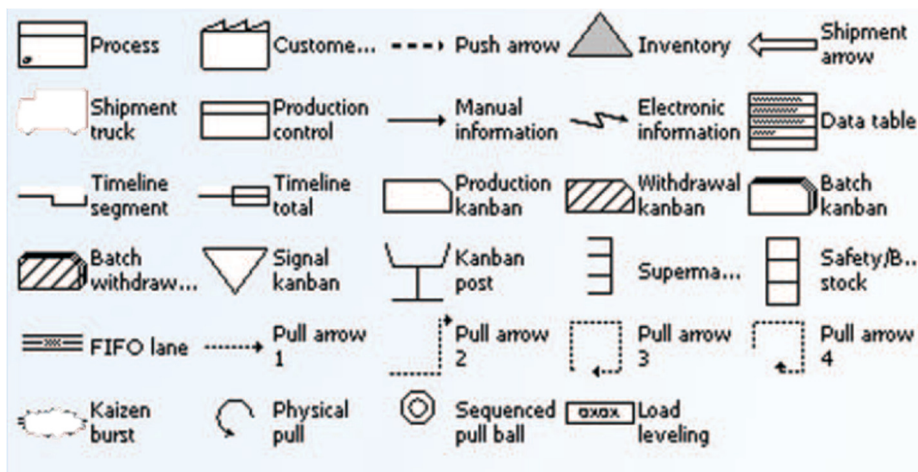 Process
Custome...
Push arrow
Inventory
Shipment
arrow
Shipment
truck
Production
control
Manual
information
Electronic
information
Data table
Timeline
segment
Timeline
total
Production
kanban
Withdrawal
kanban
Batch
kanban
Batch
withdraw...
Signal
kanban
Kanban
post
Superma...
Safety/B...
stock
FIFO lane
Pull arrow
1
Pull arrow
2
Pull arrow
3
Pull arrow
4
Kaizen
burst
Physical
pull
Sequenced
pull ball
oxox
Load
leveling